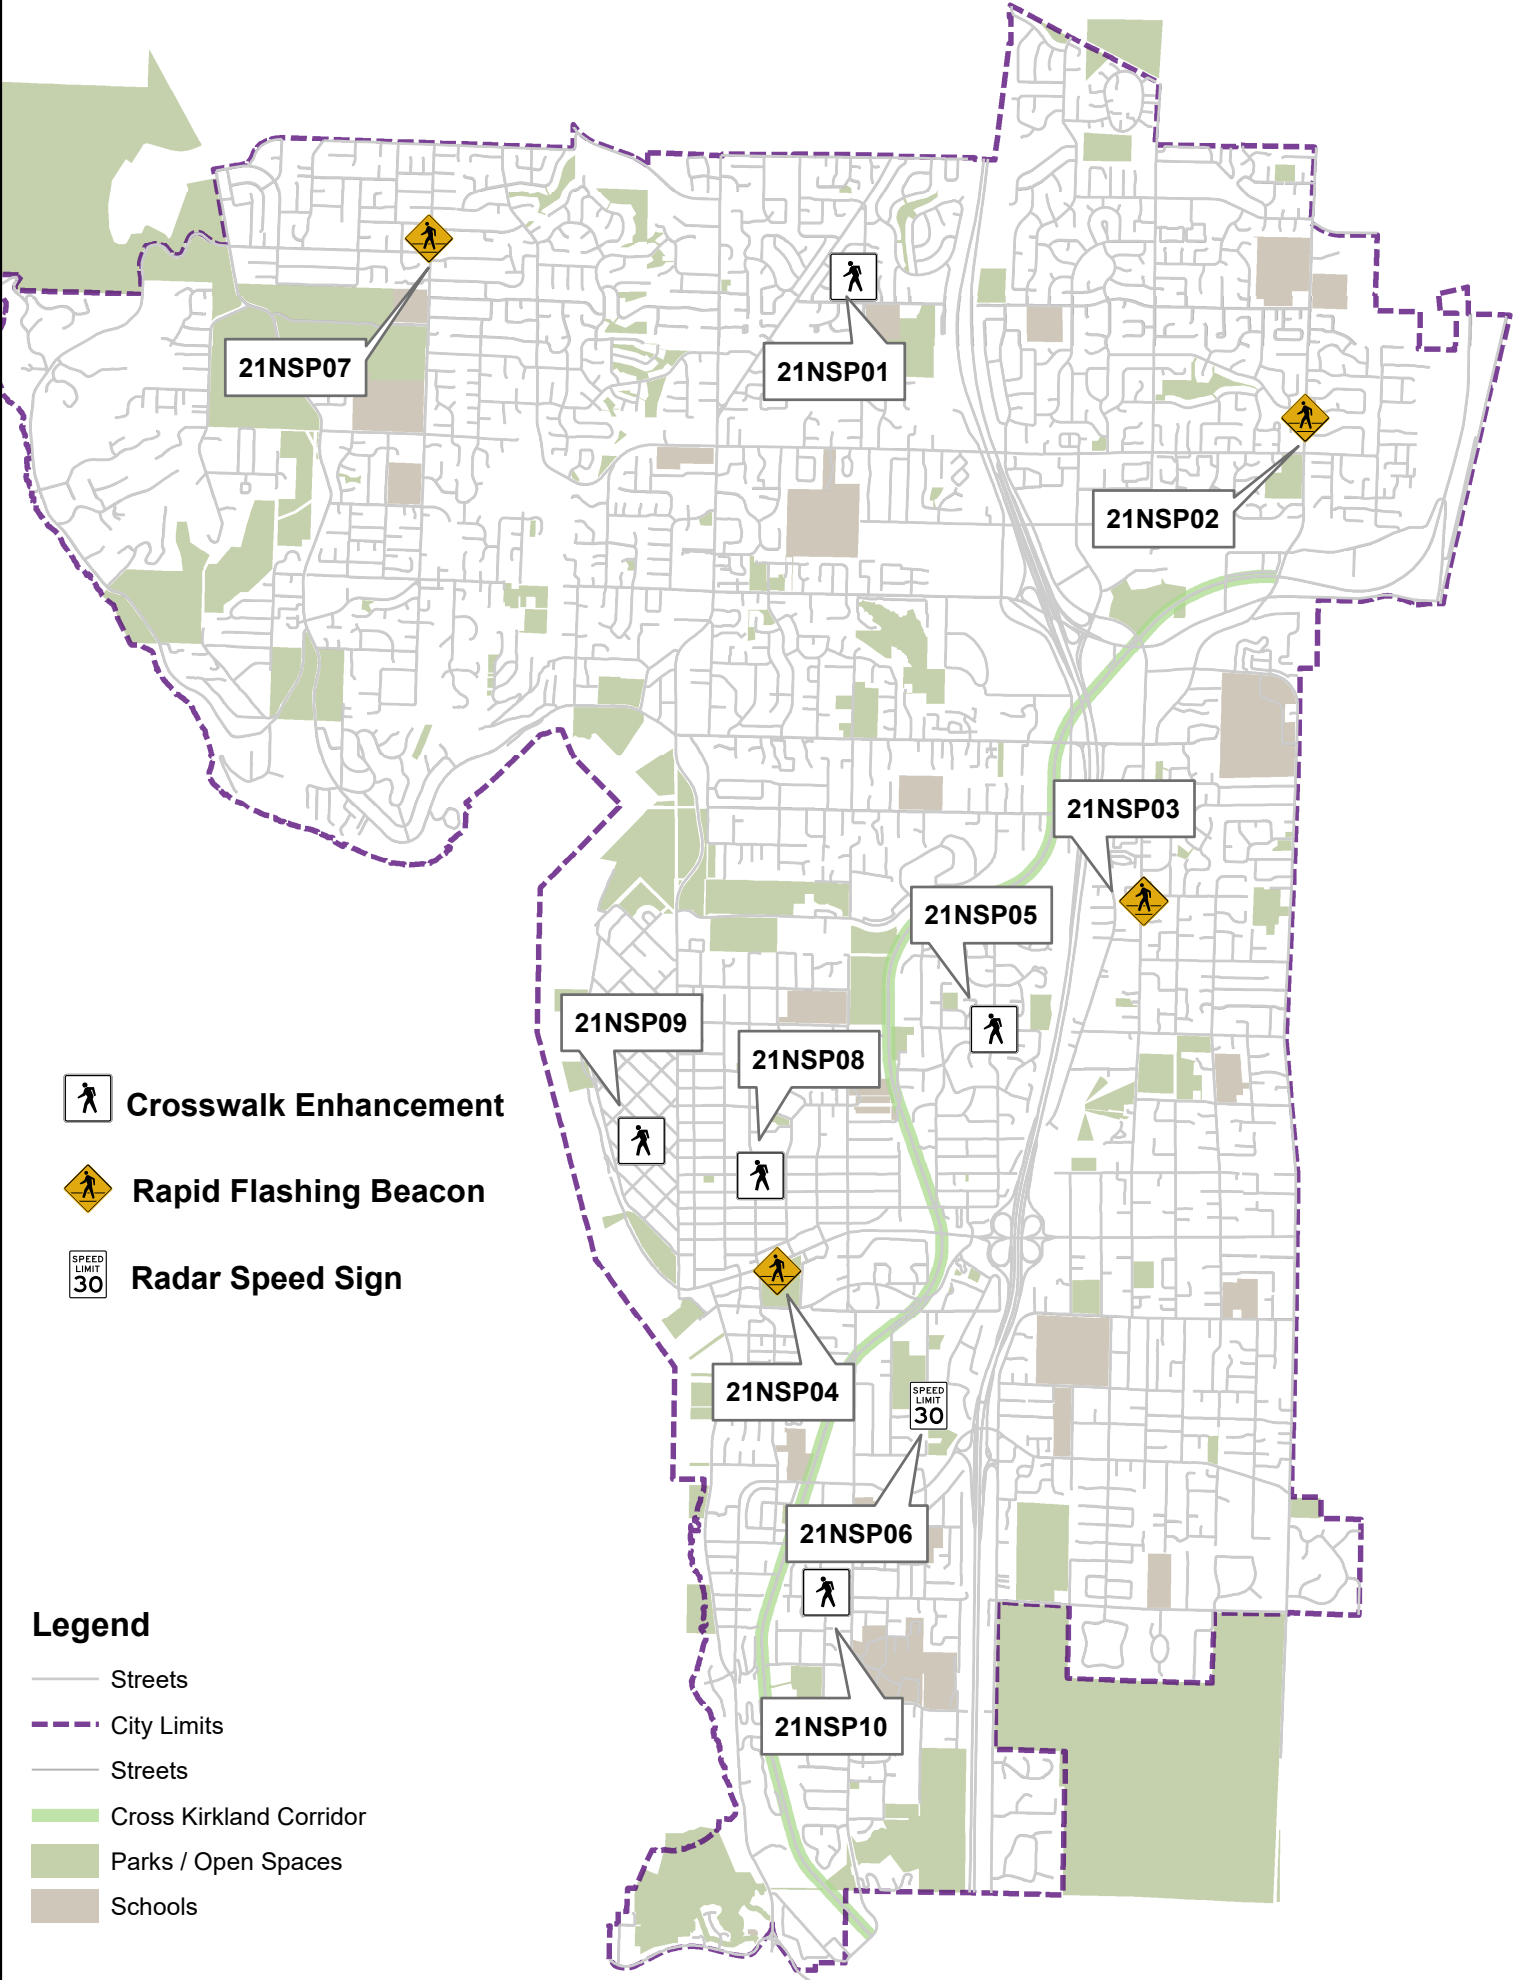 21NSP07
21NSP01
21NSP02
21NSP03
21NSP05
21NSP09
21NSP08
Crosswalk Enhancement
Rapid Flashing Beacon
SPEED
LIMIT
30
Radar Speed Sign
21NSP04
SPEED
LIMIT
30
21NSP06
21NSP10
Legend
Streets
City Limits
Streets
Cross Kirkland Corridor
Parks / Open Spaces
Schools